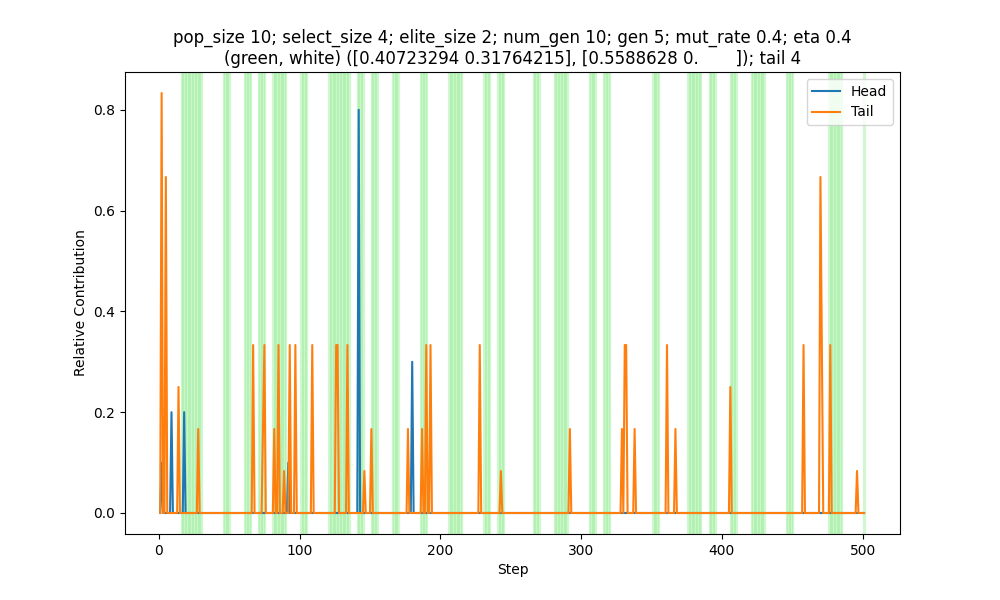 pop_size 10; select_size 4; elite_size 2; num_gen 10; gen 5; mut_rate 0.4; eta 0.4
(green, white) ([0.40723294 0.31764215], [0.5588628 0.        ]); tail 4
Head
Tail
0.8
0.6
0.4
0.2
0.0
Relative Contribution
0 100 200 300 400 500
Step